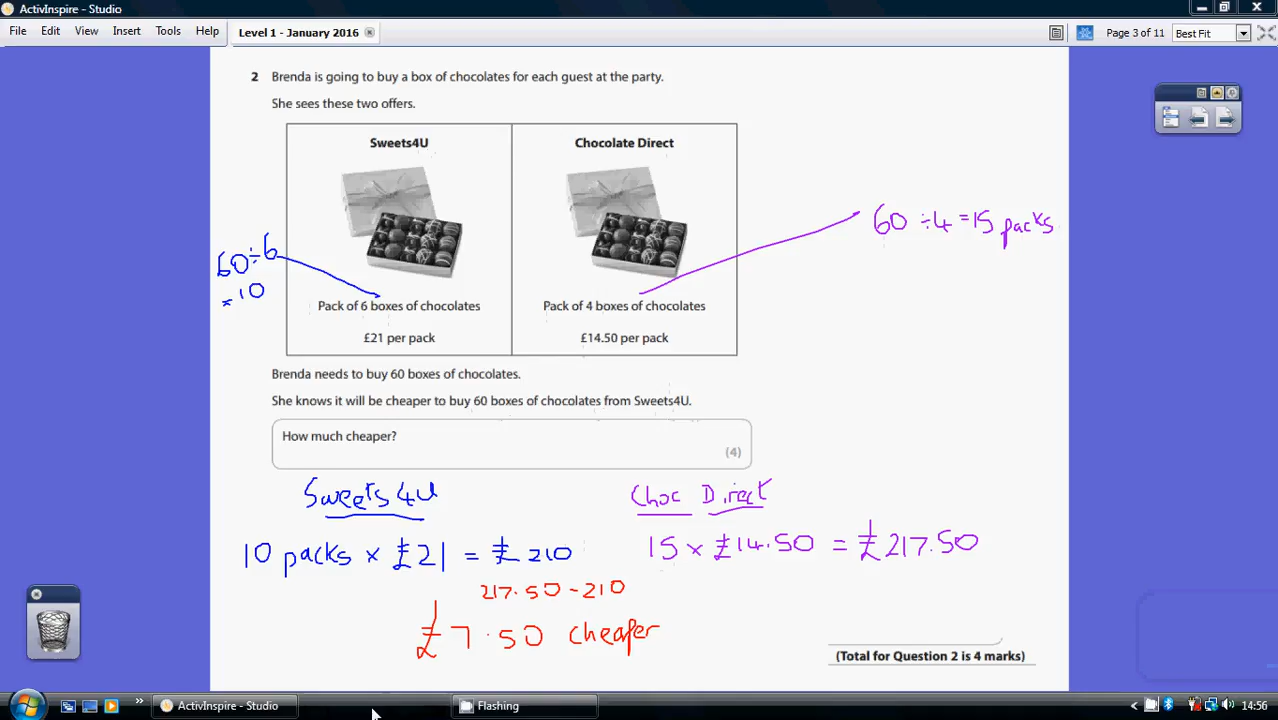 ActivInspire - Studio
File Edit View Insert Tools Help
Level 1 - January 2016
Page 3 of 11
Best Fit
2 Brenda is going to buy a box of chocolates for each guest at the party.
She sees these two offers.
Sweets4U
Chocolate Direct
60÷6
=10
60 ÷4 =15 packs
Pack of 6 boxes of chocolates
£21 per pack
Pack of 4 boxes of chocolates
£14.50 per pack
Brenda needs to buy 60 boxes of chocolates.
She knows it will be cheaper to buy 60 boxes of chocolates from Sweets4U.
How much cheaper?
(4)
Sweets 4U
10 packs × £21 = £210
Choc Direct
15 × £14.50 = £217.50
217.50 - 210
£7.50 cheaper
(Total for Question 2 is 4 marks)
ActivInspire - Studio
Flashing
14:56